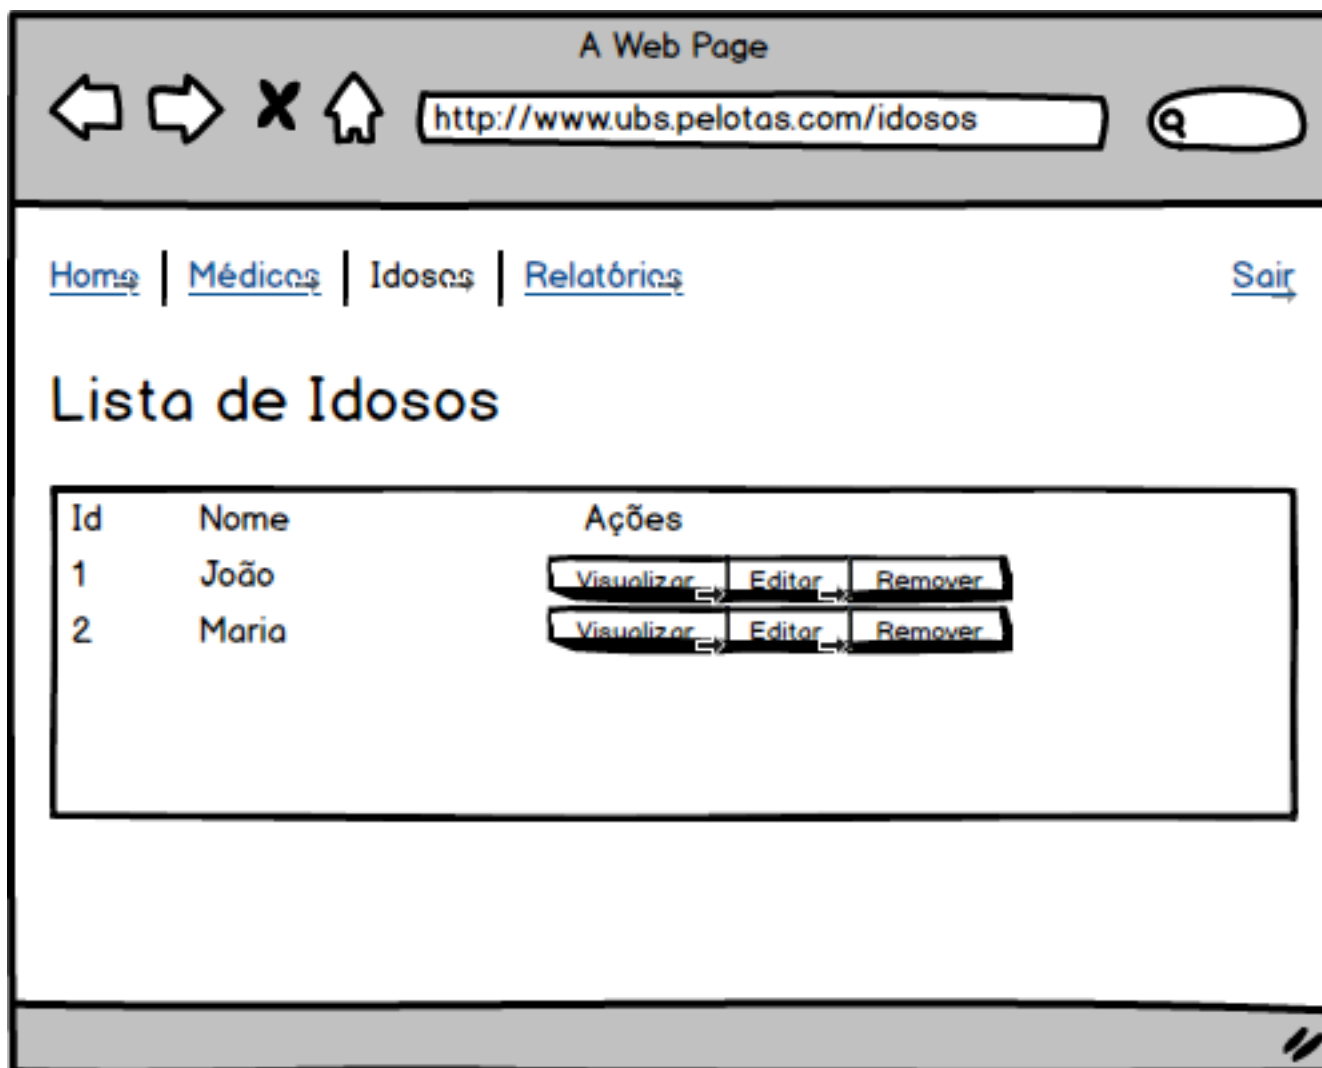 A Web Page
http://www.ubs.pelotas.com/idosos
Home Médicos Idosos Relatórios Sair
Lista de Idosos
Id Nome Ações
1 João Visualizar Editar Remover
2 Maria Visualizar Editar Remover